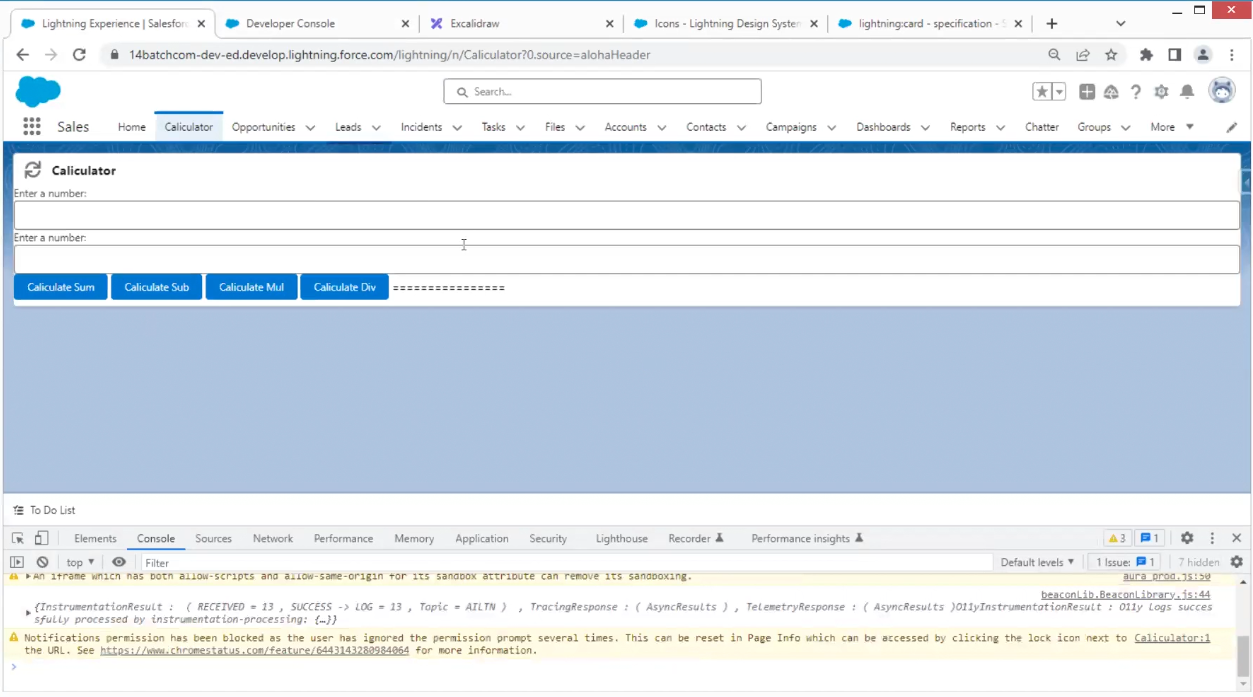 Lightning Experience | Salesforc
Developer Console
Excalidraw
Icons - Lightning Design System
lightning:card - specification - S
14batchcom-dev-ed.develop.lightning.force.com/lightning/n/Caliculator?0.source=alohaHeader
Search...
Sales
Home
Caliculator
Opportunities
Leads
Incidents
Tasks
Files
Accounts
Contacts
Campaigns
Dashboards
Reports
Chatter
Groups
More
Caliculator
Enter a number:
Enter a number:
Calculate Sum
Calculate Sub
Calculate Mul
Calculate Div
================
To Do List
Elements
Console
Sources
Network
Performance
Memory
Application
Security
Lighthouse
Recorder
Performance insights
3
1
top
Filter
Default levels
1 Issue:
1
7 hidden
An iframe which has both allow-scripts and allow-same-origin for its sandbox attribute can remove its sandboxing.
aura_prod.js:50
beaconLib.BeaconLibrary.js:44
{InstrumentationResult : ( RECEIVED = 13 , SUCCESS -> LOG = 13 , Topic = AILTN ) , TracingResponse : ( AsyncResults ) , TelemetryResponse : ( AsyncResults )O11yInstrumentationResult : O11y Logs succes
sfully processed by instrumentation-processing: {…}}
Notifications permission has been blocked as the user has ignored the permission prompt several times. This can be reset in Page Info which can be accessed by clicking the lock icon next to
Caliculator:1
the URL. See https://www.chromestatus.com/feature/6443143280984064 for more information.